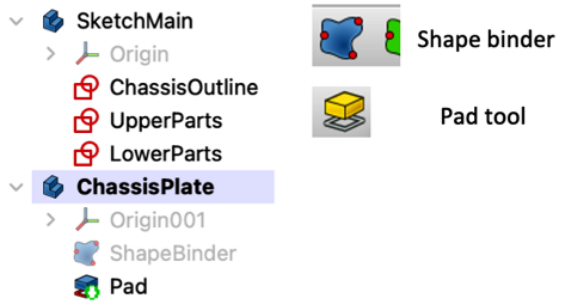 SketchMain
Origin
ChassisOutline
UpperParts
LowerParts
ChassisPlate
Origin001
ShapeBinder
Pad
Shape binder
Pad tool